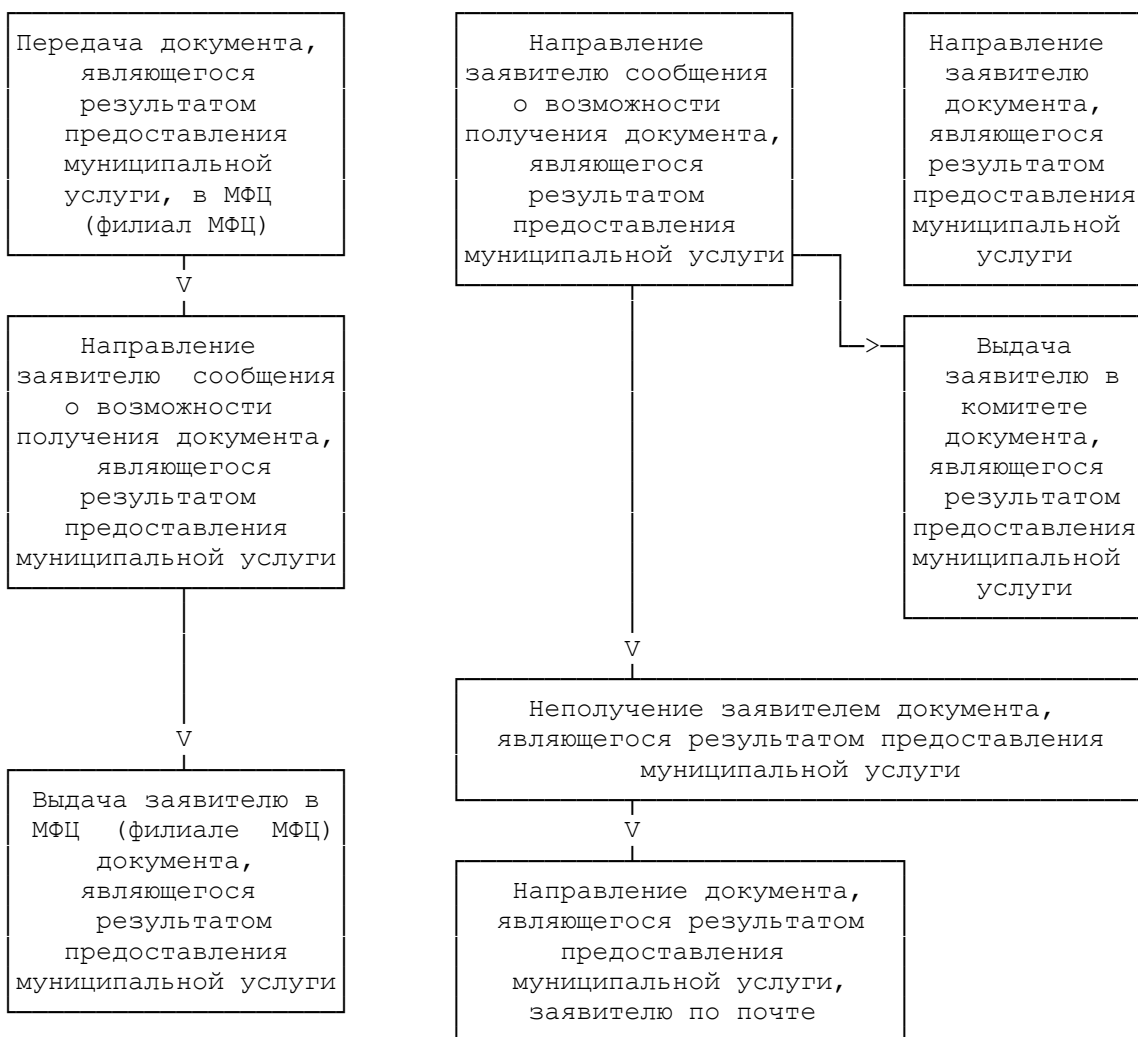 Передача документа,
являющегося
результатом
предоставления
муниципальной
услуги, в МФЦ
(филиал МФЦ)
V
Направление
заявителю сообщения
о возможности
получения документа,
являющегося
результатом
предоставления
муниципальной услуги
V
Выдача заявителю в
МФЦ (филиале МФЦ)
документа,
являющегося
результатом
предоставления
муниципальной услуги
Направление
заявителю сообщения
о возможности
получения документа,
являющегося
результатом
предоставления
муниципальной услуги
>
V
Неполучение заявителем документа,
являющегося результатом предоставления
муниципальной услуги
V
Направление документа,
являющегося результатом
предоставления
муниципальной услуги,
заявителю по почте
Направление
заявителю
документа,
являющегося
результатом
предоставления
муниципальной
услуги
Выдача
заявителю в
комитете
документа,
являющегося
результатом
предоставления
муниципальной
услуги